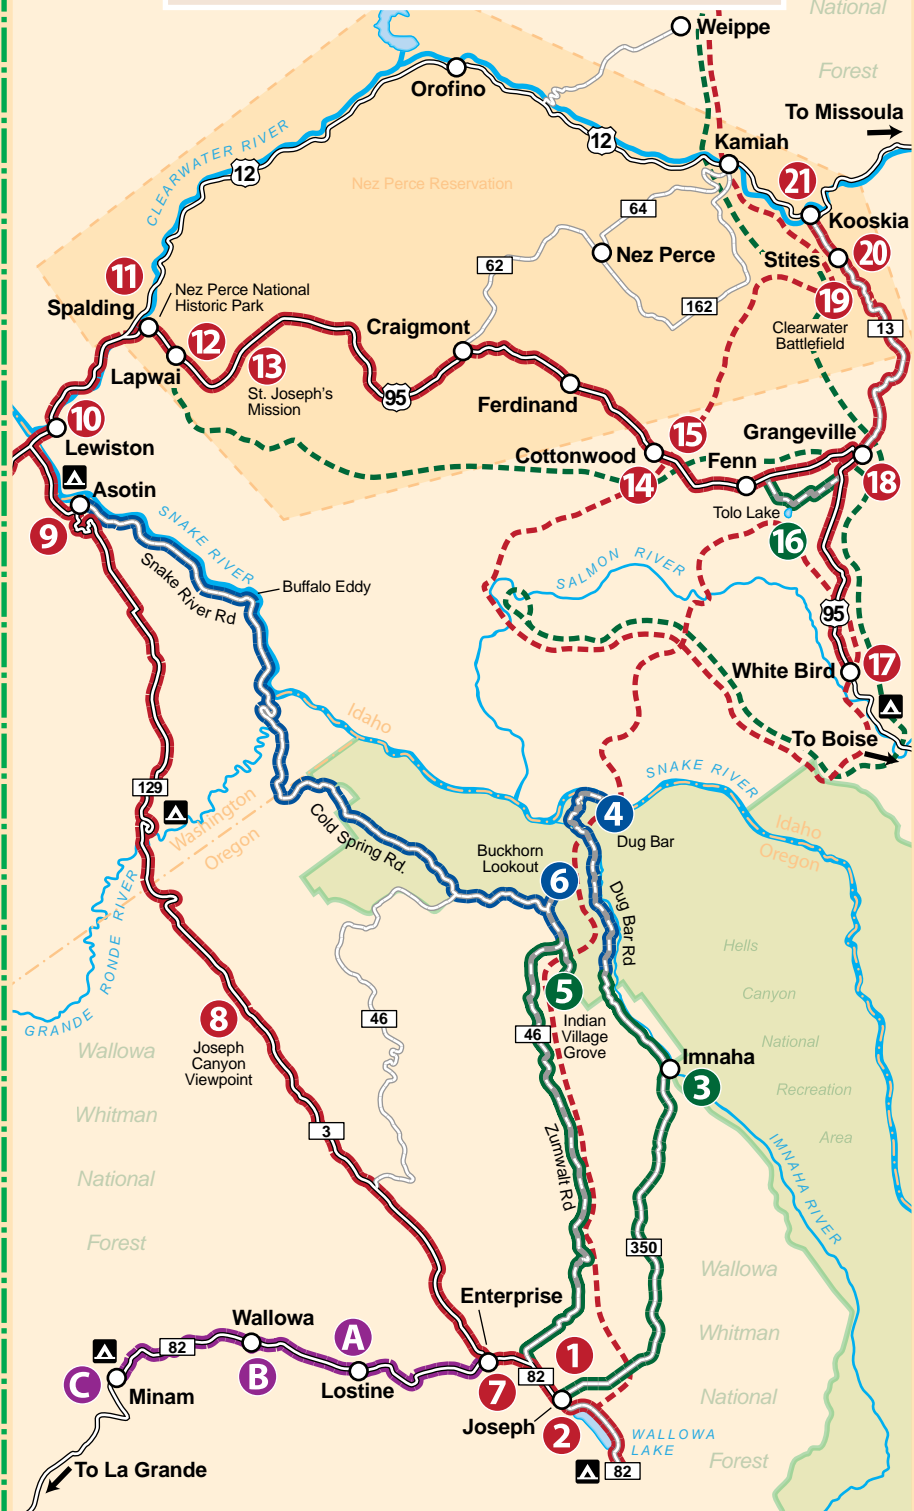 National
Forest
Weippe
Orofino
To Missoula
12
Kamiah
CLEARWATER RIVER
12
Nez Perce Reservation
21
Kooskia
64
Nez Perce
Stites
20
62
11
Spalding
Nez Perce National
Historic Park
162
19
Clearwater
Battlefield
13
Craigmont
12
Lapwai
13
St. Joseph's
Mission
95
Ferdinand
10
Lewiston
15
Grangeville
Cottonwood
Fenn
14
18
Asotin
Tolo Lake
16
9
SNAKE RIVER
Snake River Rd
Buffalo Eddy
SALMON RIVER
95
White Bird
17
Idaho
To Boise
129
Washington
Oregon
SNAKE RIVER
4
Dug Bar
Idaho
Oregon
Cold Spring Rd.
Buckhorn
Lookout
6
Dug Bar Rd
GRANDE RONDE RIVER
Hells
Canyon
National
Recreation
Area
5
Indian
Village
Grove
46
46
8
Joseph
Canyon
Viewpoint
Imnaha
3
Wallowa
Whitman
National
Forest
3
Zumwalt Rd
IMNAHA RIVER
350
Wallowa
Whitman
National
Forest
Enterprise
Wallowa
A
82
B
Lostine
C
Minam
7
82
1
Joseph
2
WALLOWA
LAKE
82
To La Grande